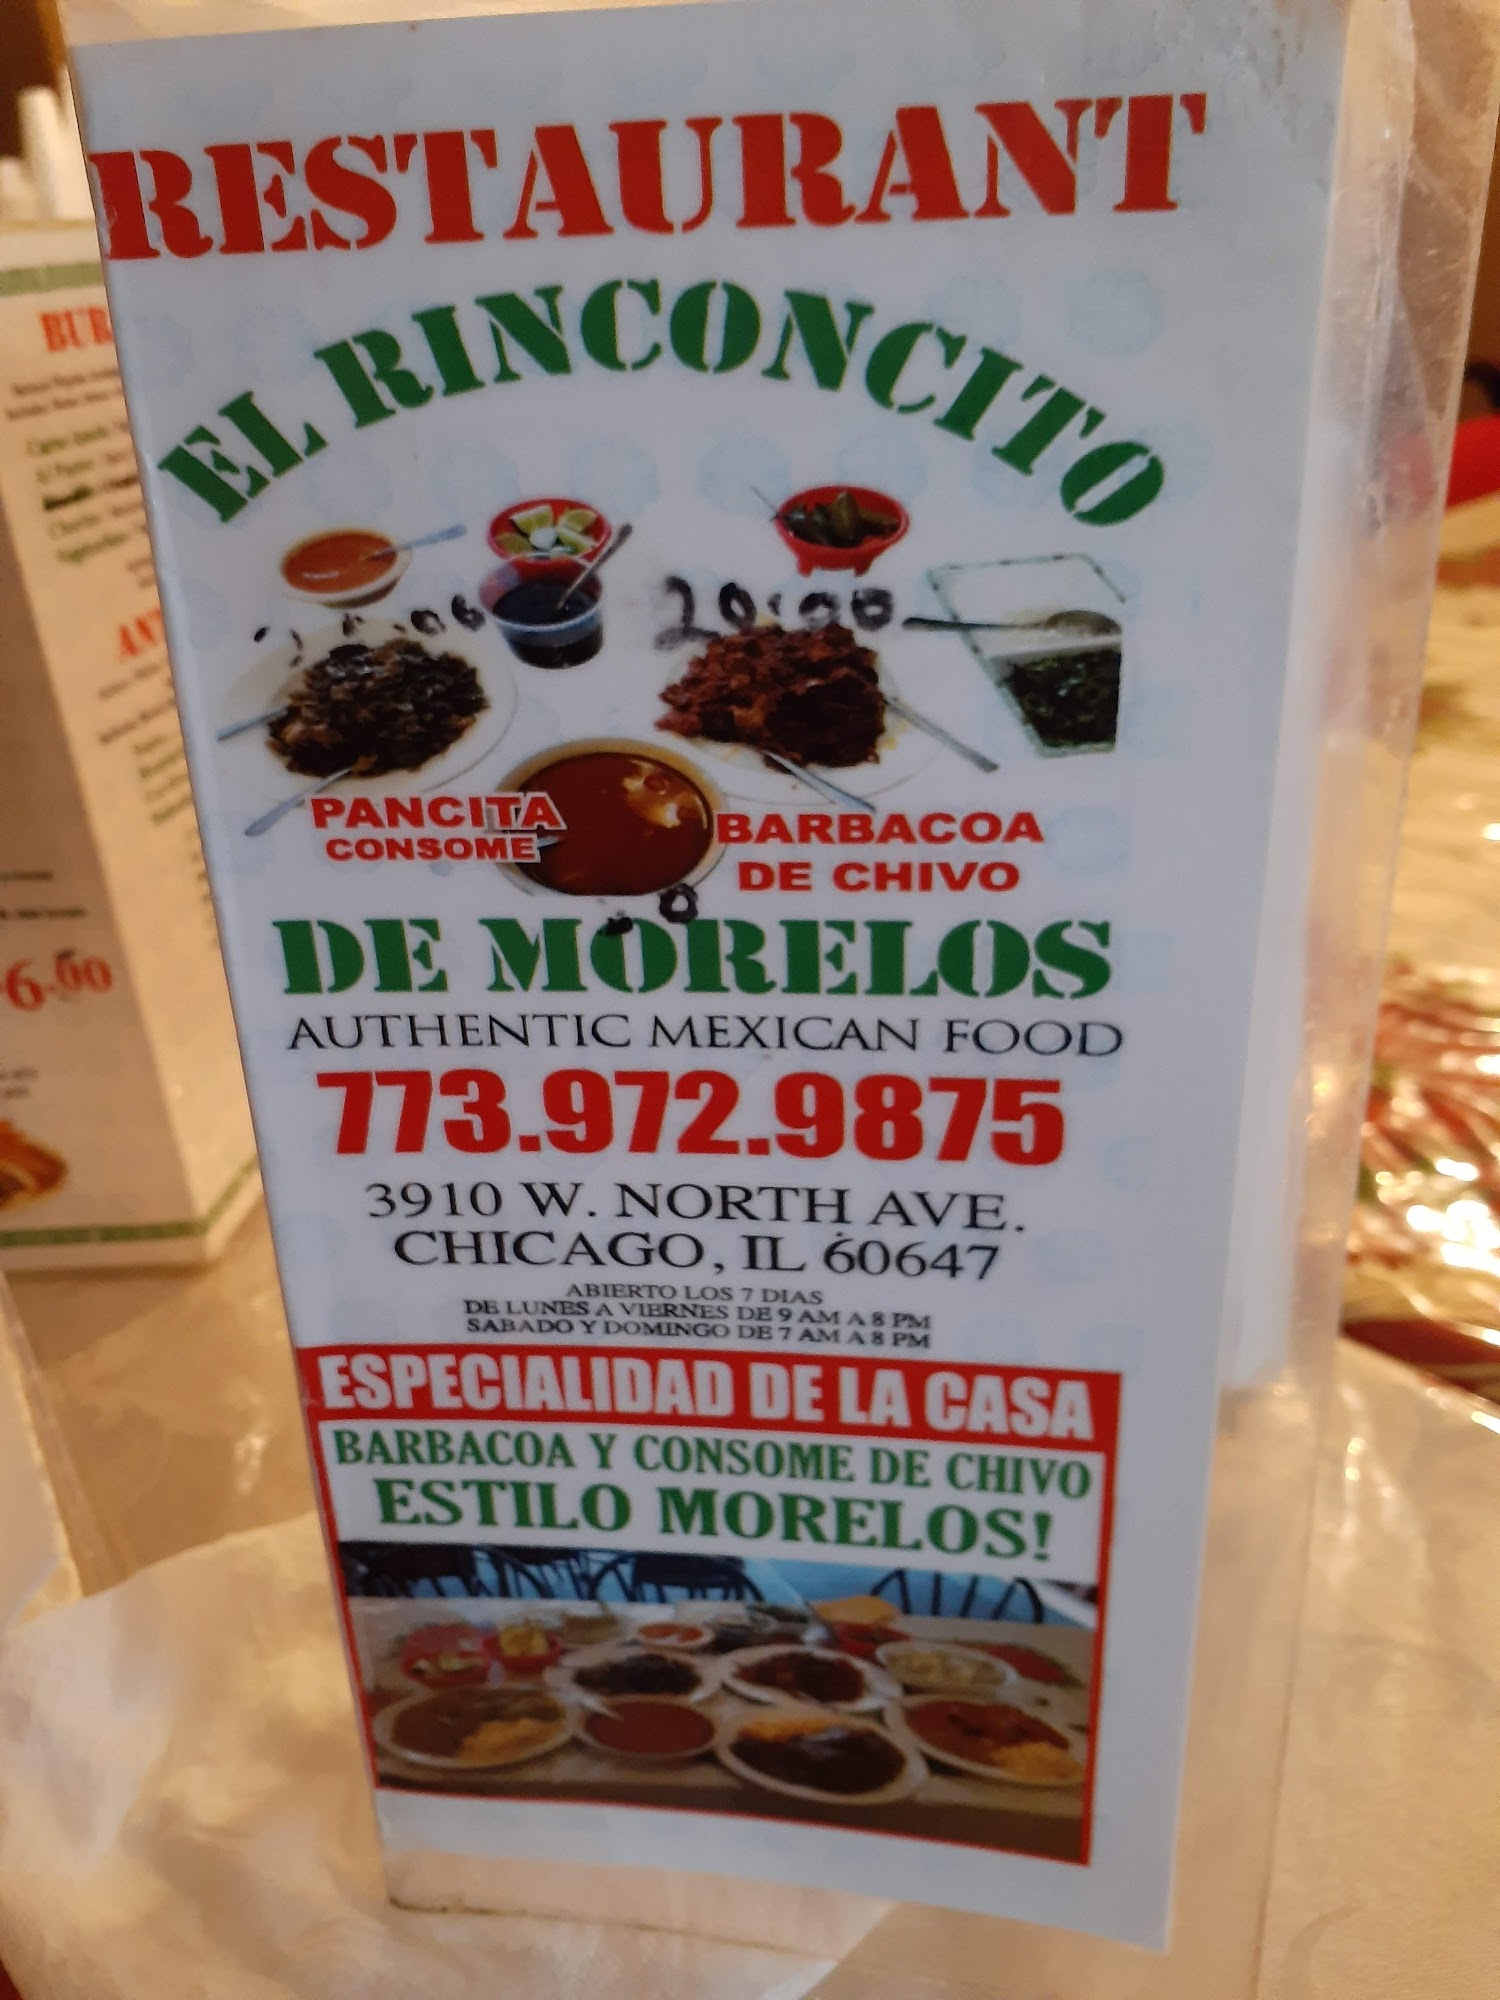 RESTAURANT
EL RINCONCITO
20.00
PANCITA
CONSOME
BARBACOA
DE CHIVO
DE MORELOS
AUTHENTIC MEXICAN FOOD
773.972.9875
3910 W. NORTH AVE.
CHICAGO, IL 60647
ABIERTO LOS 7 DIAS
DE LUNES A VIERNES DE 9 AM A 8 PM
SABADO Y DOMINGO DE 7 AM A 8 PM
ESPECIALIDAD DE LA CASA
BARBACOA Y CONSOME DE CHIVO
ESTILO MORELOS!
6.00